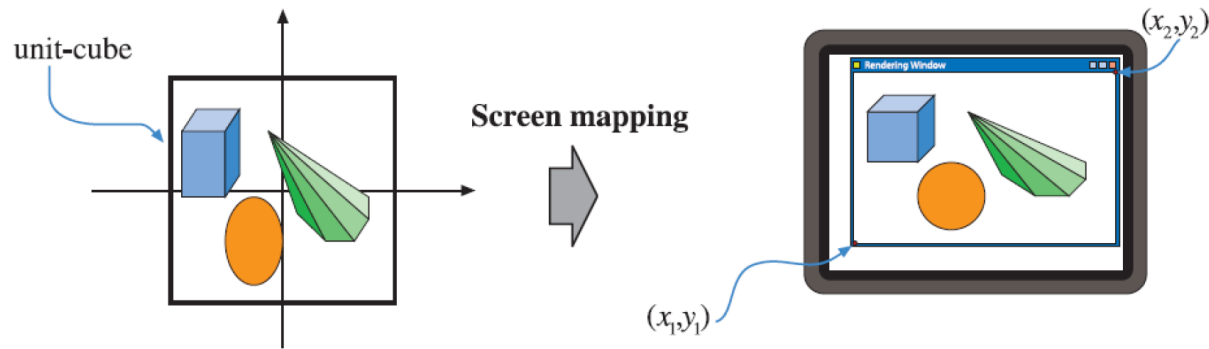 unit-cube
Screen mapping
(x₂,y₂)
Rendering Window
(x₁,y₁)